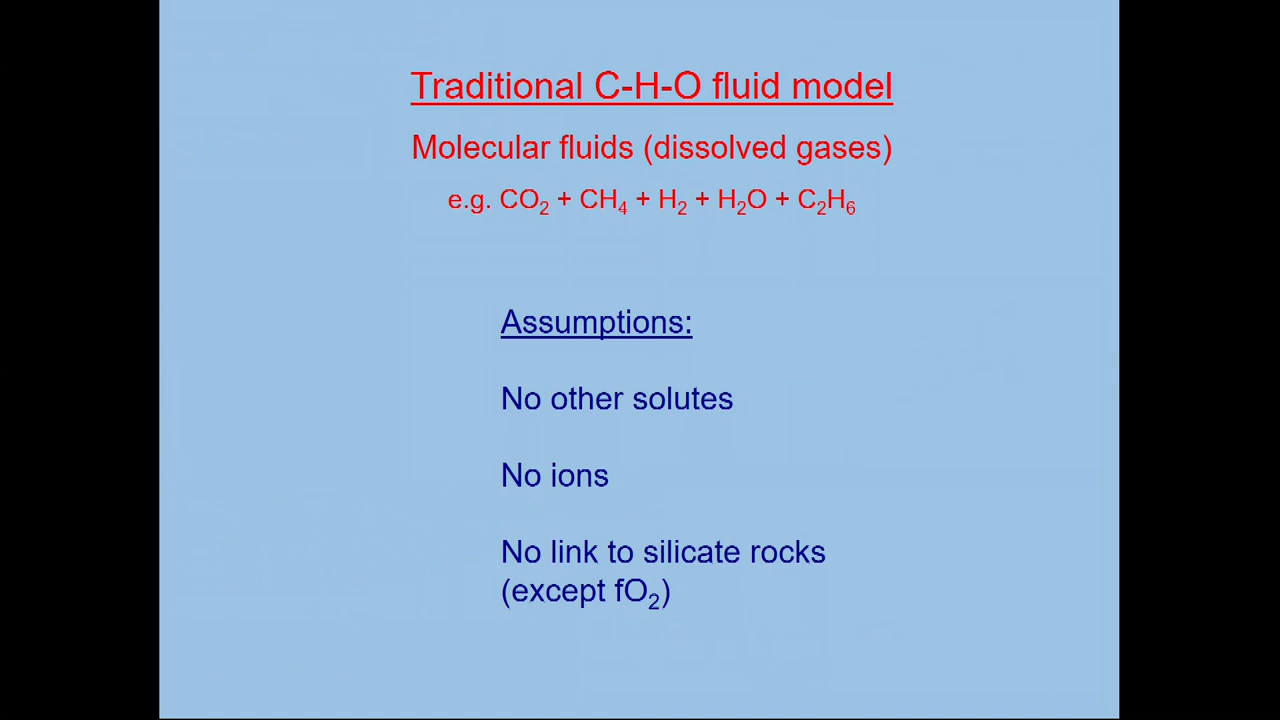 Traditional C-H-O fluid model
Molecular fluids (dissolved gases)
e.g. CO₂ + CH₄ + H₂ + H₂O + C₂H₆
Assumptions:
No other solutes
No ions
No link to silicate rocks
(except fO₂)